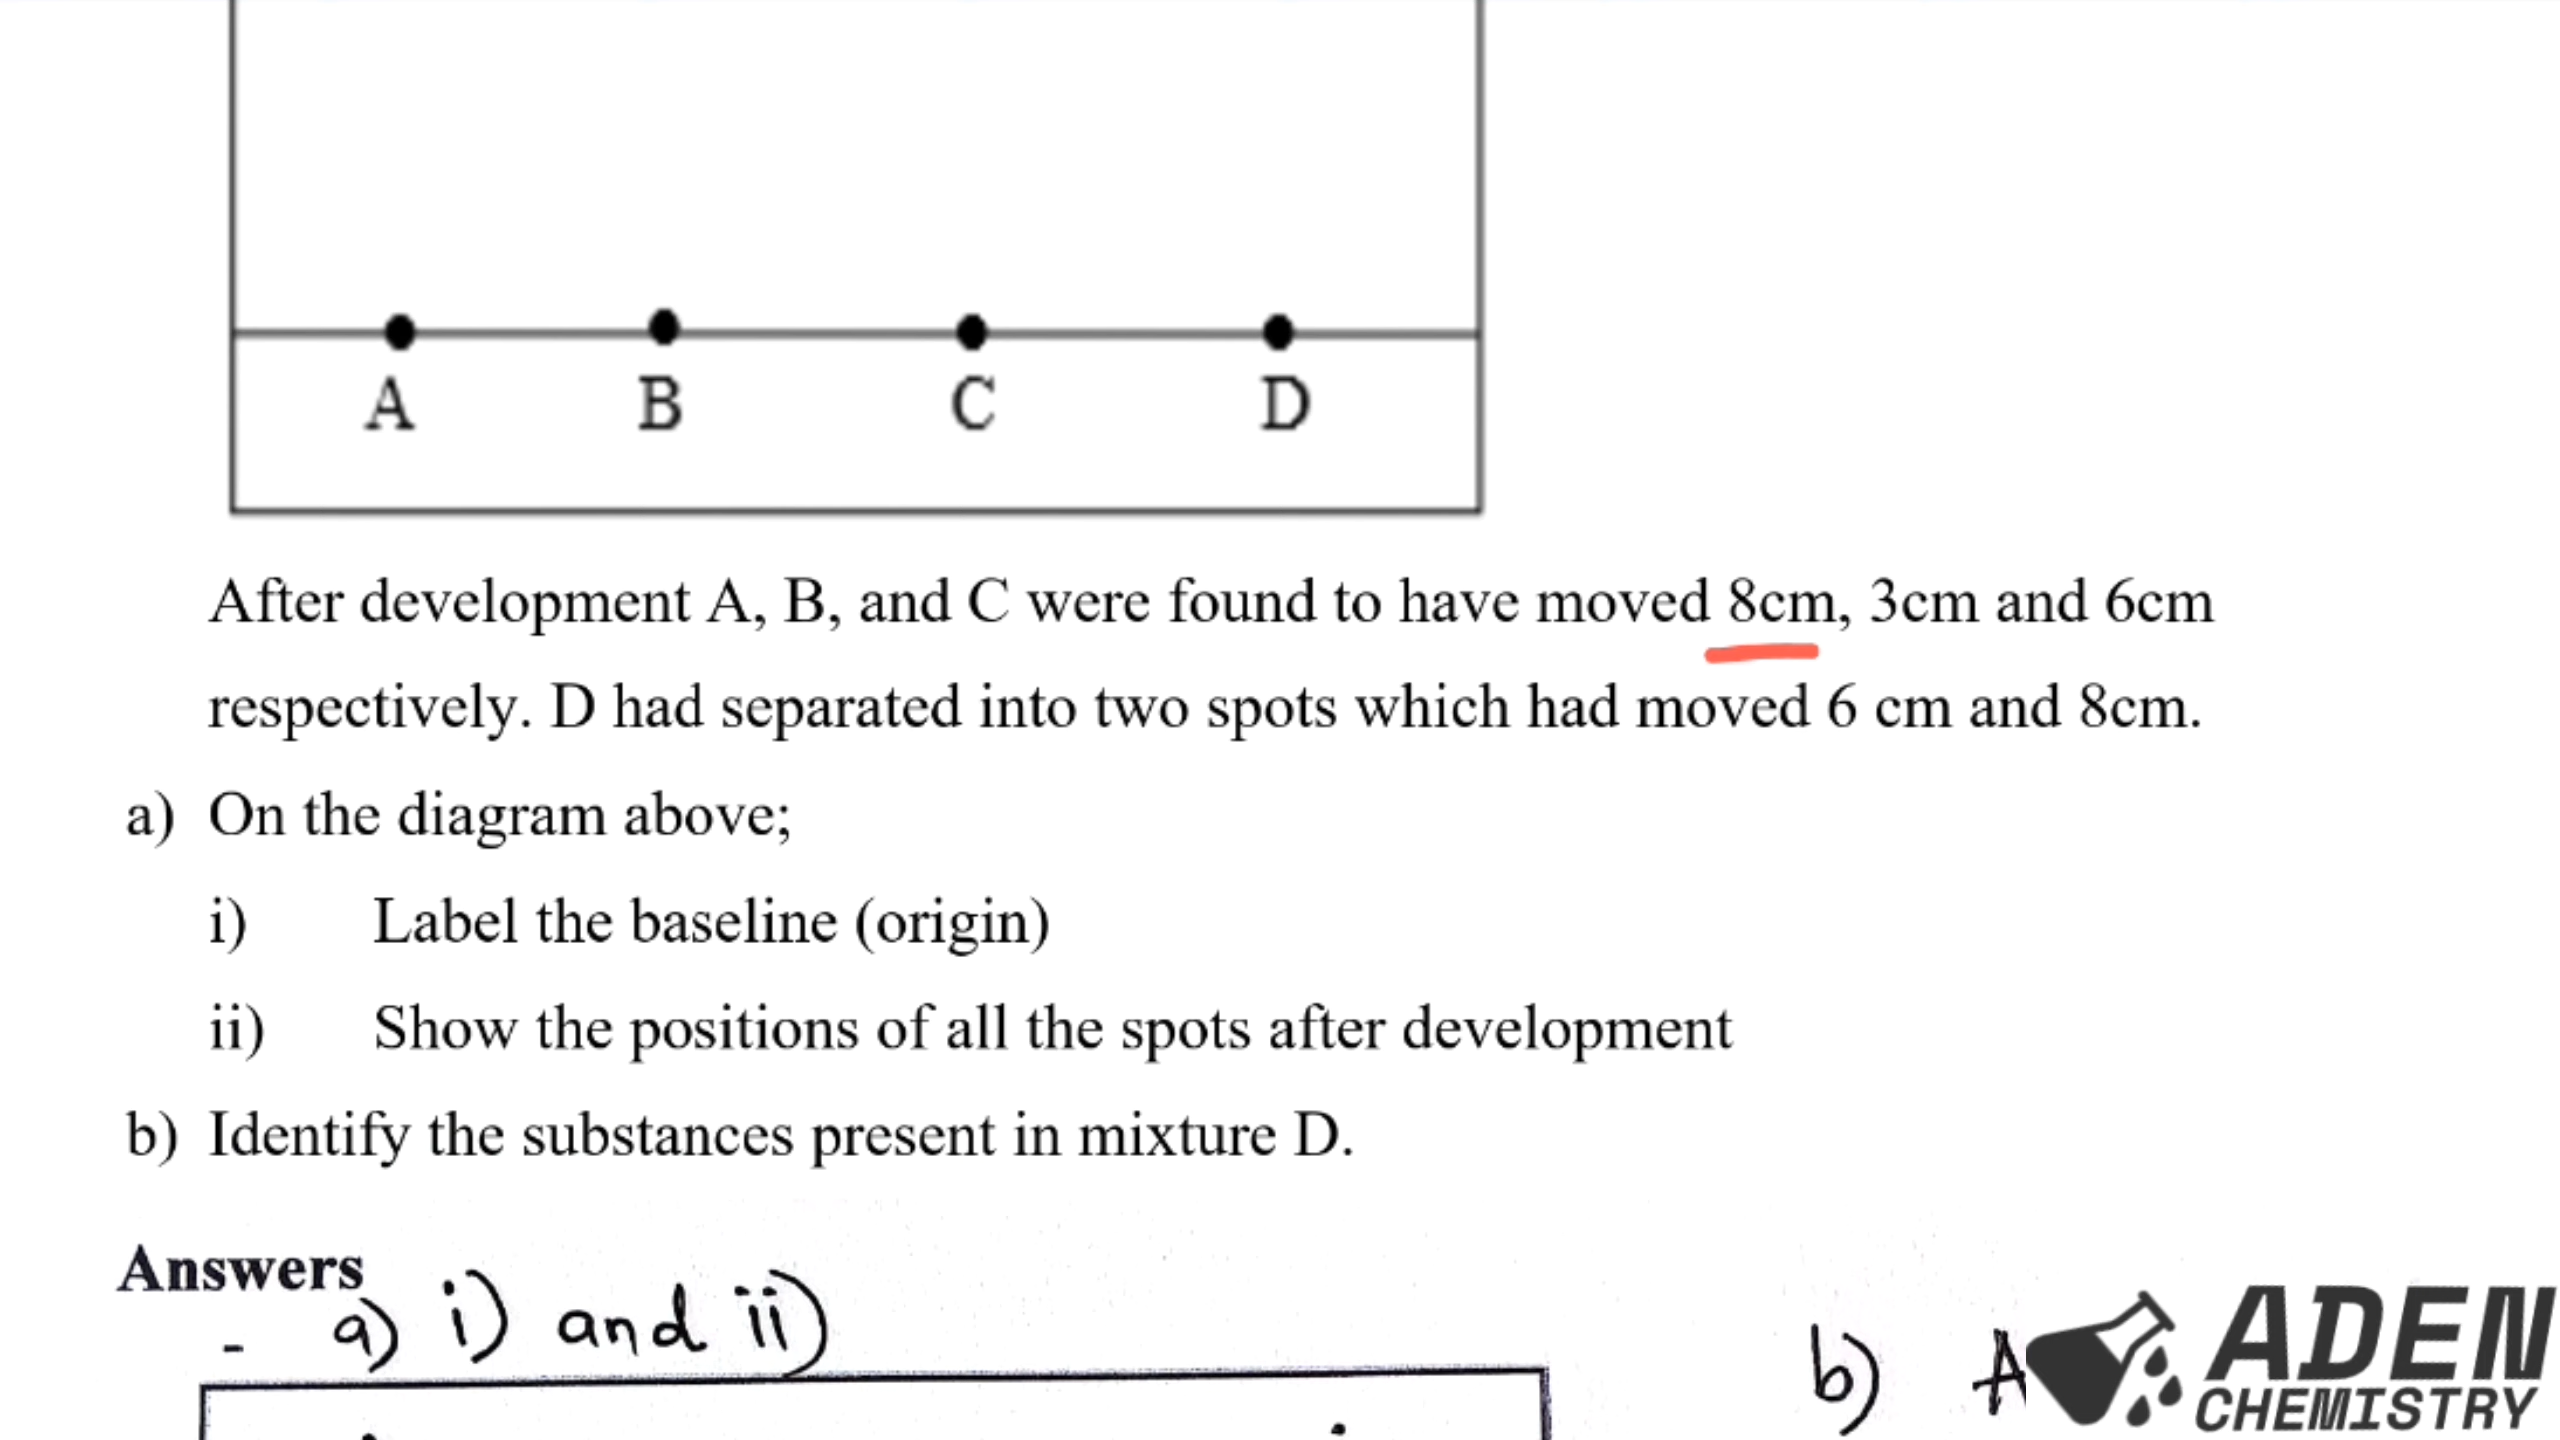 A B C D
After development A, B, and C were found to have moved 8cm, 3cm and 6cm
respectively. D had separated into two spots which had moved 6 cm and 8cm.
a) On the diagram above;
i) Label the baseline (origin)
ii) Show the positions of all the spots after development
b) Identify the substances present in mixture D.
Answers
- a) i) and ii)
b) A
ADEN
CHEMISTRY